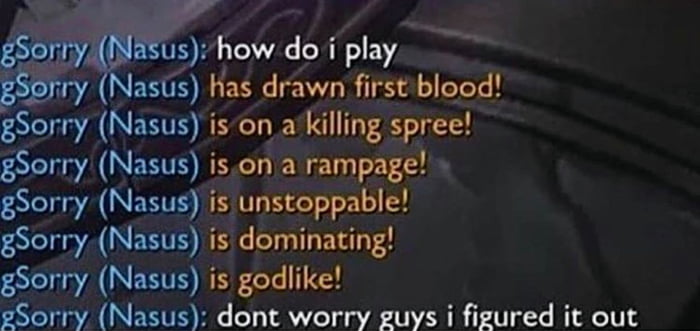 gSorry (Nasus): how do i play
gSorry (Nasus) has drawn first blood!
gSorry (Nasus) is on a killing spree!
gSorry (Nasus) is on a rampage!
gSorry (Nasus) is unstoppable!
gSorry (Nasus) is dominating!
gSorry (Nasus) is godlike!
gSorry (Nasus): dont worry guys i figured it out